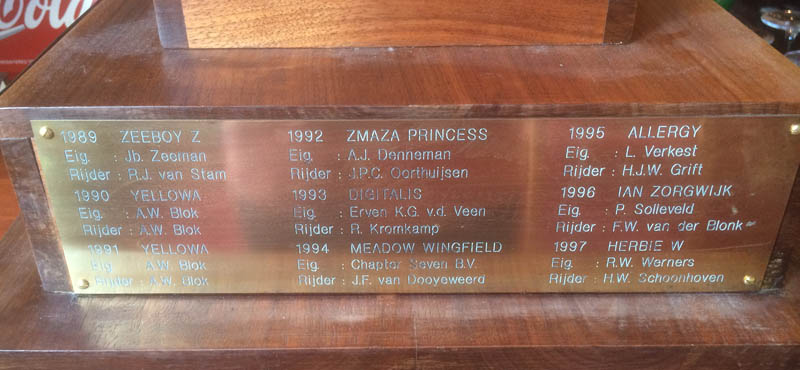 Cola
1989 ZEEBOY Z
Eig. : Jb. Zeeman
Rijder : R.J. van Stam
1990 YELLOWA
Eig. : A.W. Blok
Rijder : A.W. Blok
1991 YELLOWA
Eig. : A.W. Blok
Rijder : A.W. Blok
1992 ZMAZA PRINCESS
Eig. : A.J. Denneman
Rijder : J.P.C. Oorthuijsen
1993 DIGITALIS
Eig. : Erven K.G. v.d. Veen
Rijder : R. Kromkamp
1994 MEADOW WINGFIELD
Eig. : Chapter Seven B.V.
Rijder : J.F. van Dooyeweerd
1995 ALLERGY
Eig. : L. Verkest
Rijder : H.J.W. Grift
1996 IAN ZORGWIJK
Eig. : P. Solleveld
Rijder : F.W. van der Blonk
1997 HERBIE W
Eig. : R.W. Werners
Rijder : H.W. Schoonhoven